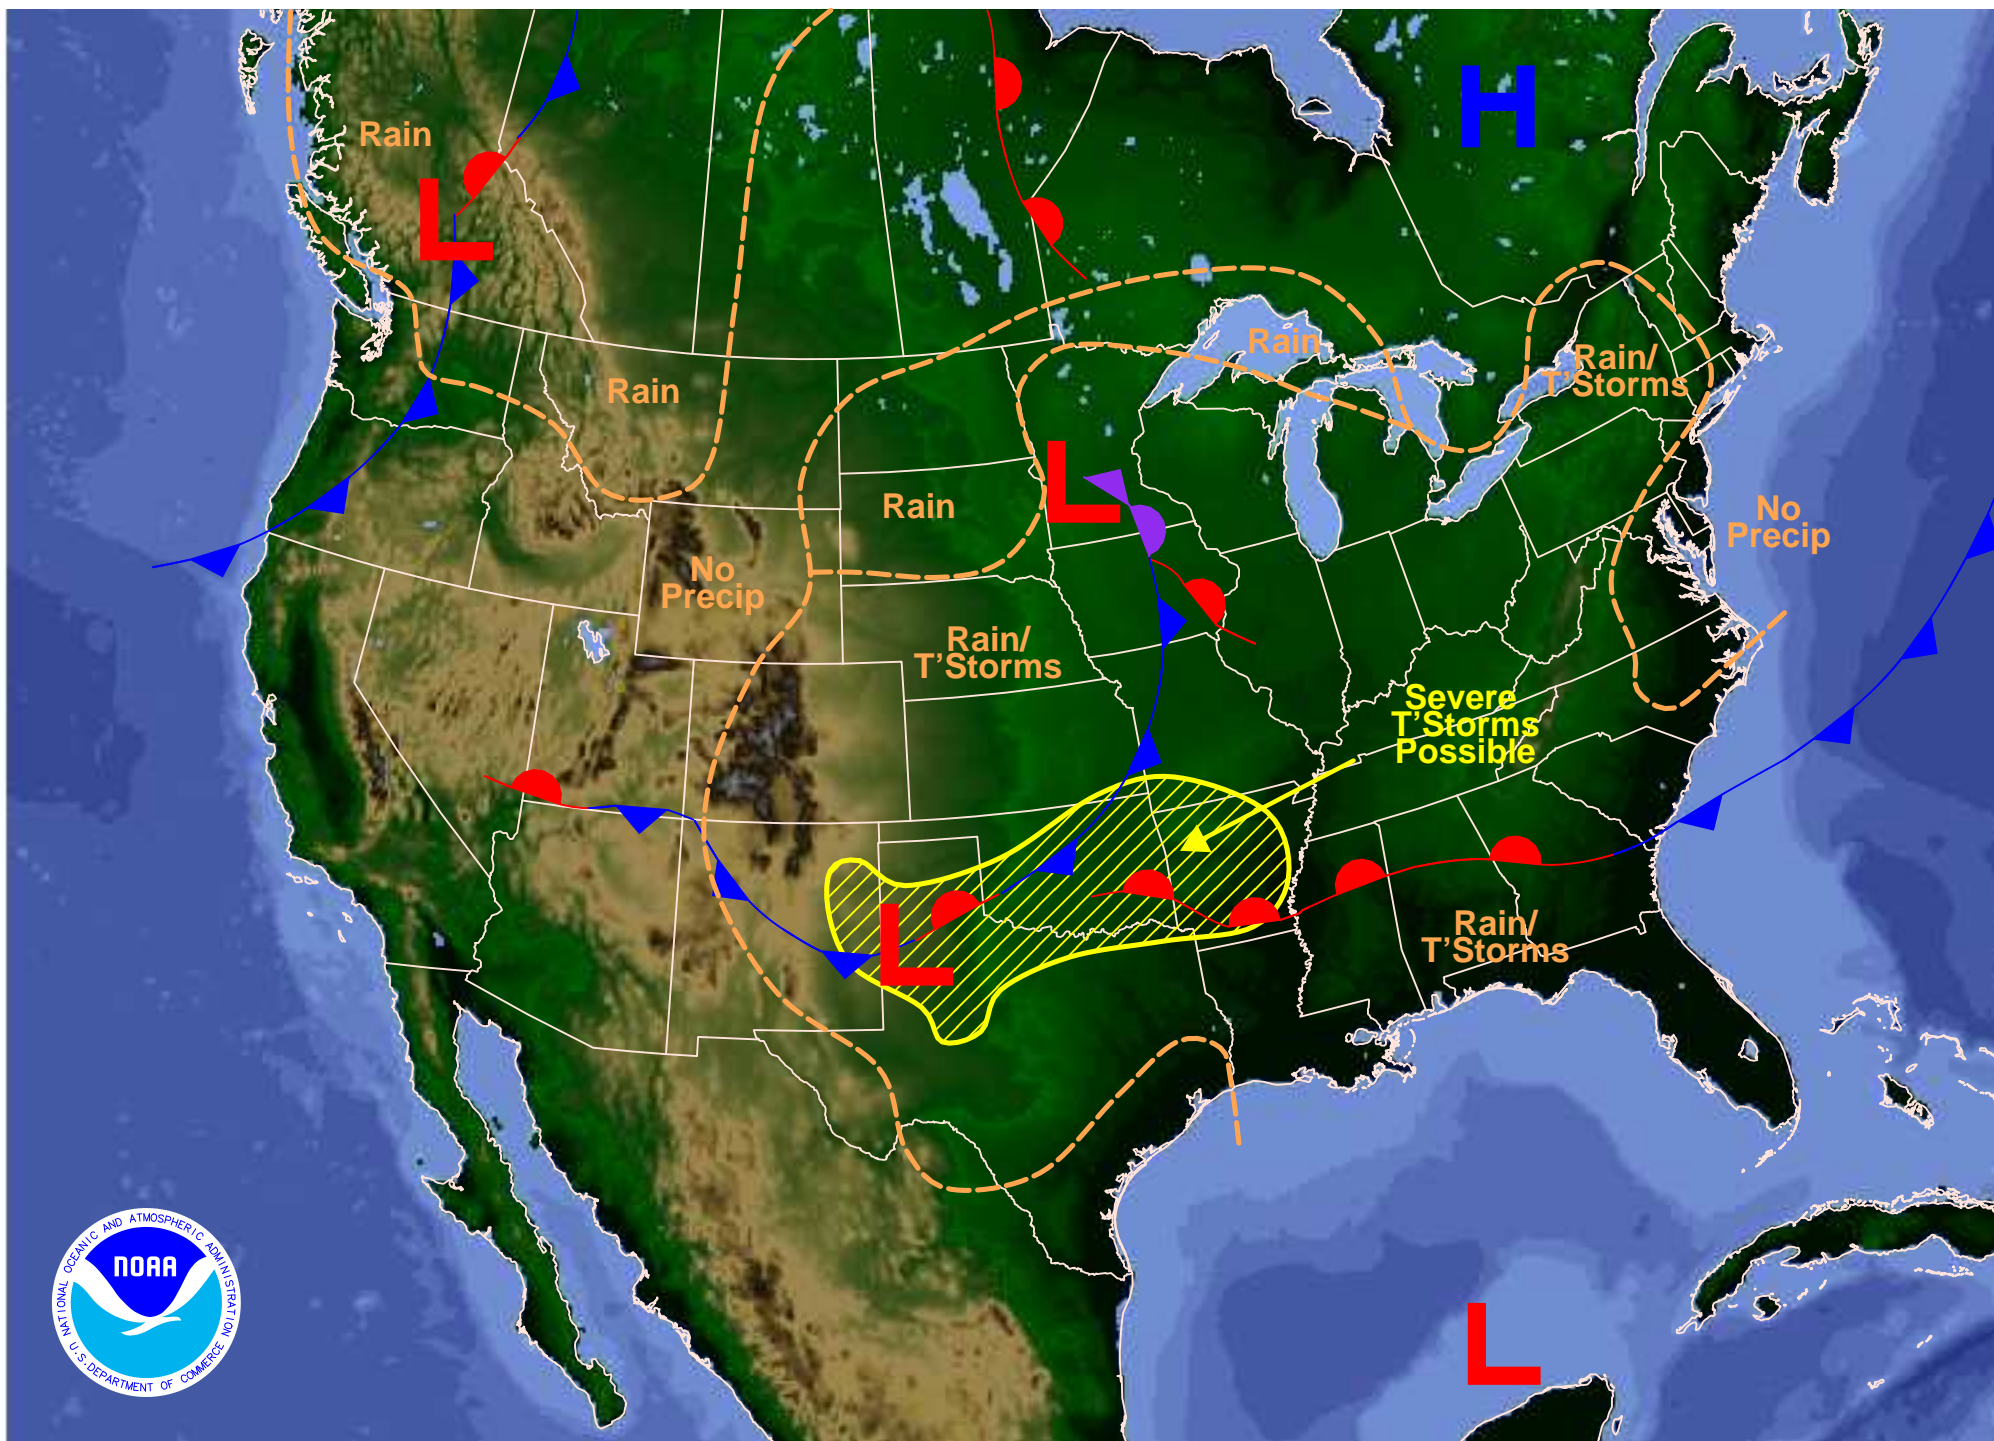 H
Rain
L
Rain
Rain/
T'Storms
Rain
L
Rain
No
Precip
No
Precip
Rain/
T'Storms
Severe
T'Storms
Possible
L
Rain/
T'Storms
L
NATIONAL OCEANIC AND ATMOSPHERIC ADMINISTRATION
NOAA
U.S. DEPARTMENT OF COMMERCE